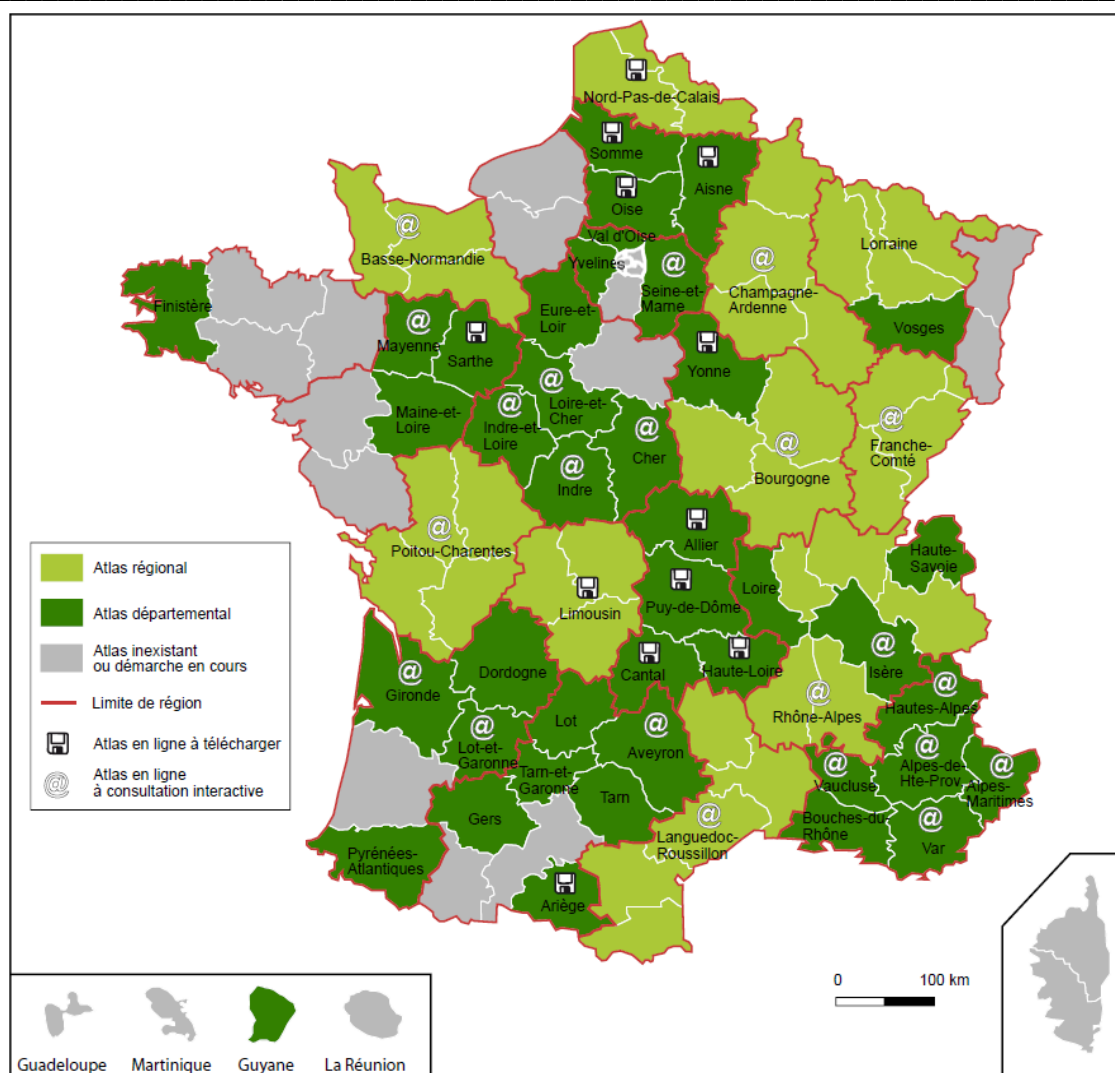 Nord-Pas-de-Calais
Somme
Aisne
Oise
Val d'Oise
Yvelines
Seine-et-
Marne
Basse-Normandie
Lorraine
Champagne-
Ardenne
Vosges
Finistère
Eure-et-
Loir
Mayenne
Sarthe
Yonne
Maine-et-
Loire
Indre-et-
Loire
Loire-et-
Cher
Cher
Indre
Franche-
Comté
Bourgogne
Poitou-Charentes
Allier
Haute-
Savoie
Loire
Puy-de-Dôme
Limousin
Atlas régional
Atlas départemental
Atlas inexistant
ou démarche en cours
Limite de région
Atlas en ligne à télécharger
@
Atlas en ligne
à consultation interactive
Dordogne
Cantal
Haute-Loire
Isère
Gironde
Rhône-Alpes
Hautes-Alpes
Lot
Lot-et-
Garonne
Aveyron
Tarn-et-
Garonne
Tarn
Vaucluse
Alpes-de-
Hte-Prov.
Alpes-
Maritimes
Gers
Bouches-du-
Rhône
Var
Languedoc-
Roussillon
Pyrénées-
Atlantiques
Ariège
0 100 km
Guadeloupe Martinique Guyane La Réunion